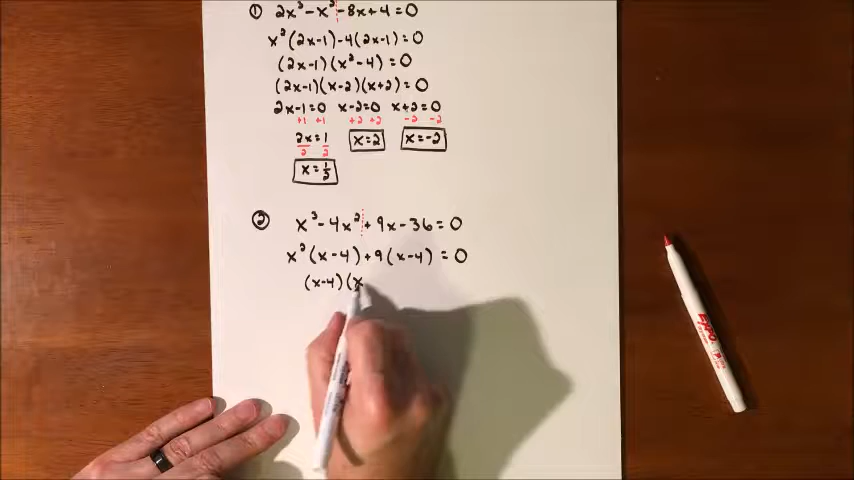 ① 2x³ - x² - 8x + 4 = 0
x²(2x-1) - 4(2x-1) = 0
(2x-1)(x²-4) = 0
(2x-1)(x-2)(x+2) = 0
2x-1=0 x-2=0 x+2=0
+1 +1 +2 +2 -2 -2
2x=1 x=2 x=-2
2 2
x=1/2
② x³ - 4x² + 9x - 36 = 0
x²(x-4) + 9(x-4) = 0
(x-4)(x
EXPO